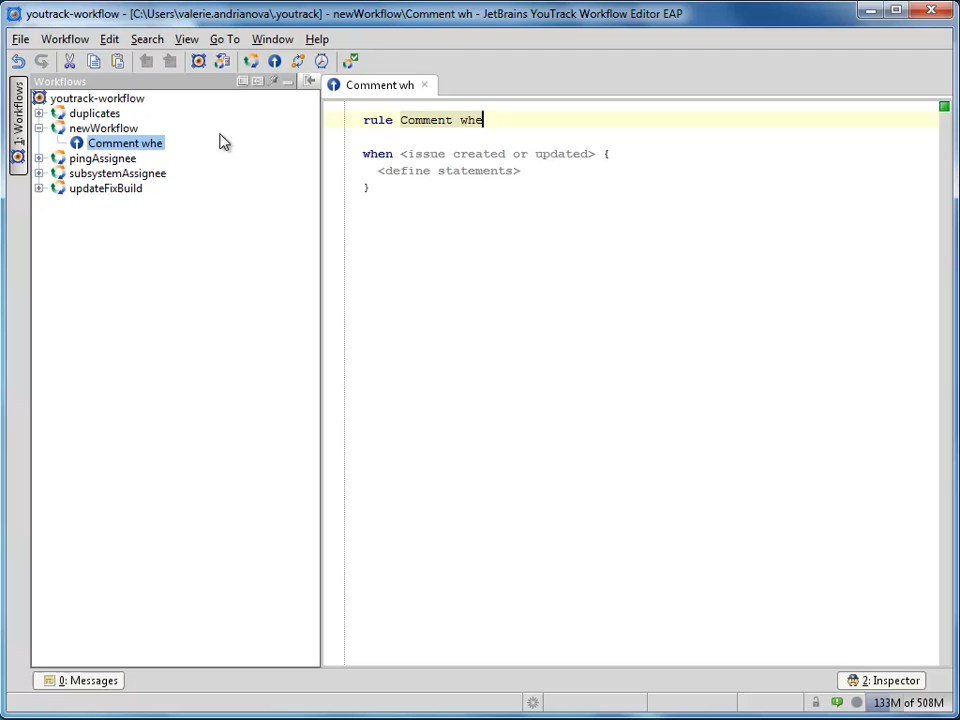 youtrack-workflow - [C:\Users\valerie.andrianova\.youtrack] - newWorkflow\Comment wh - JetBrains YouTrack Workflow Editor EAP
File Workflow Edit Search View Go To Window Help
Workflows
1: Workflows
youtrack-workflow
duplicates
newWorkflow
Comment whe
pingAssignee
subsystemAssignee
updateFixBuild
Comment wh
rule Comment whe
when <issue created or updated> {
<define statements>
}
0: Messages
2: Inspector
133M of 508M